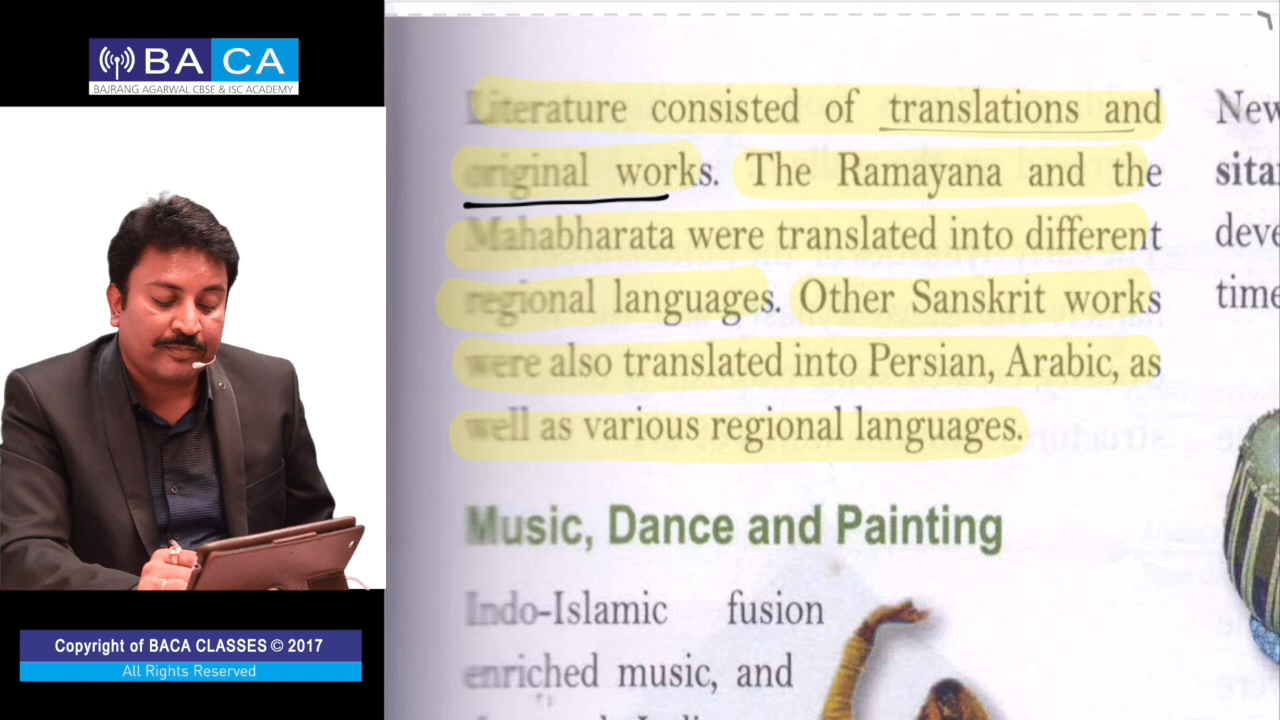 BACA
BAJRANG AGARWAL CBSE & ISC ACADEMY
Literature consisted of translations and
original works. The Ramayana and the
Mahabharata were translated into different
regional languages. Other Sanskrit works
were also translated into Persian, Arabic, as
well as various regional languages.
Music, Dance and Painting
Indo-Islamic fusion
enriched music, and
New
sita
deve
time
Copyright of BACA CLASSES © 2017
All Rights Reserved